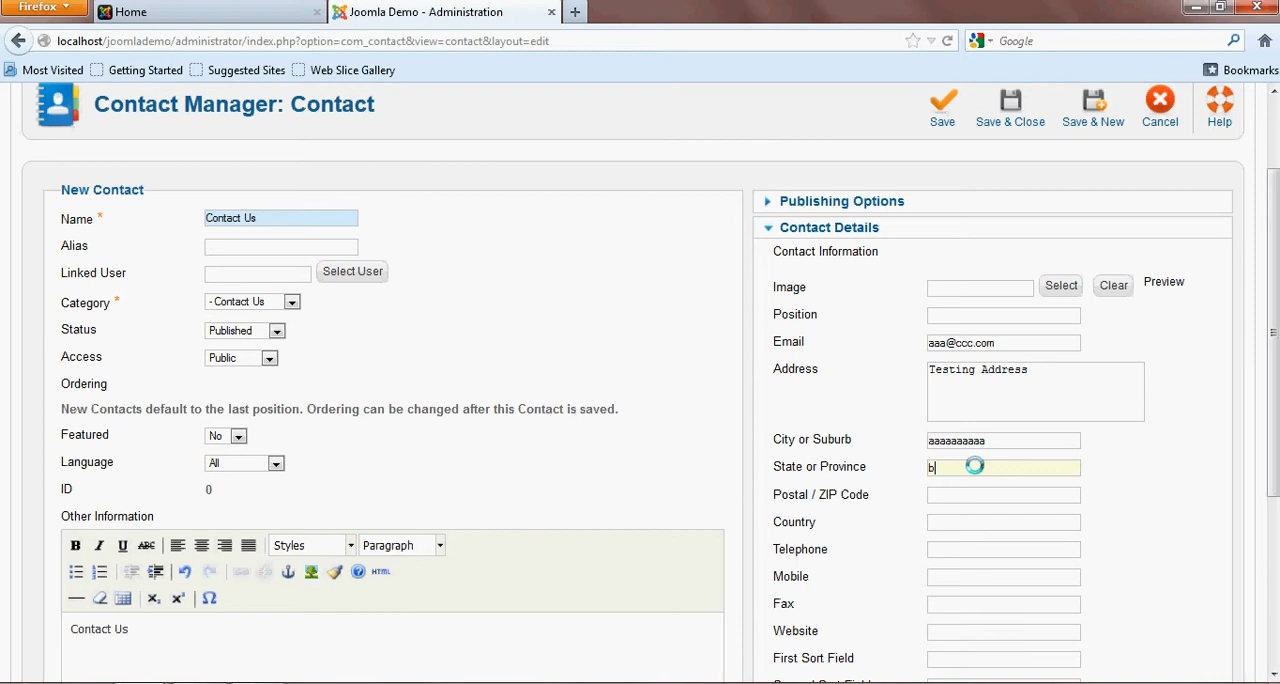 Firefox
Home
Joomla Demo - Administration
localhost/joomlademo/administrator/index.php?option=com_contact&view=contact&layout=edit
Google
Most Visited
Getting Started
Suggested Sites
Web Slice Gallery
Bookmarks
Contact Manager: Contact
Save
Save & Close
Save & New
Cancel
Help
New Contact
Name *
Contact Us
Alias
Linked User
Select User
Category *
- Contact Us
Status
Published
Access
Public
Ordering
New Contacts default to the last position. Ordering can be changed after this Contact is saved.
Featured
No
Language
All
ID
0
Other Information
B I U ABC
Styles
Paragraph
HTML
Contact Us
Publishing Options
Contact Details
Contact Information
Image
Select
Clear
Preview
Position
Email
aaa@ccc.com
Address
Testing Address
City or Suburb
aaaaaaaaaa
State or Province
b
Postal / ZIP Code
Country
Telephone
Mobile
Fax
Website
First Sort Field